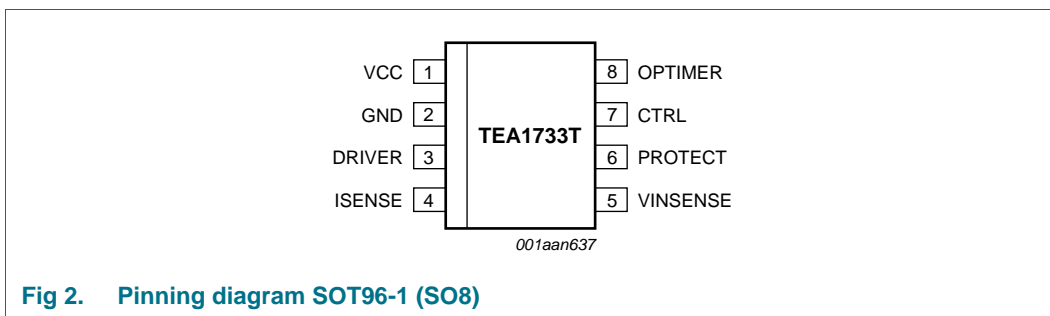 VCC 1 8 OPTIMER
GND 2 7 CTRL
TEA1733T
DRIVER 3 6 PROTECT
ISENSE 4 5 VINSENSE
001aan637
Fig 2. Pinning diagram SOT96-1 (SO8)